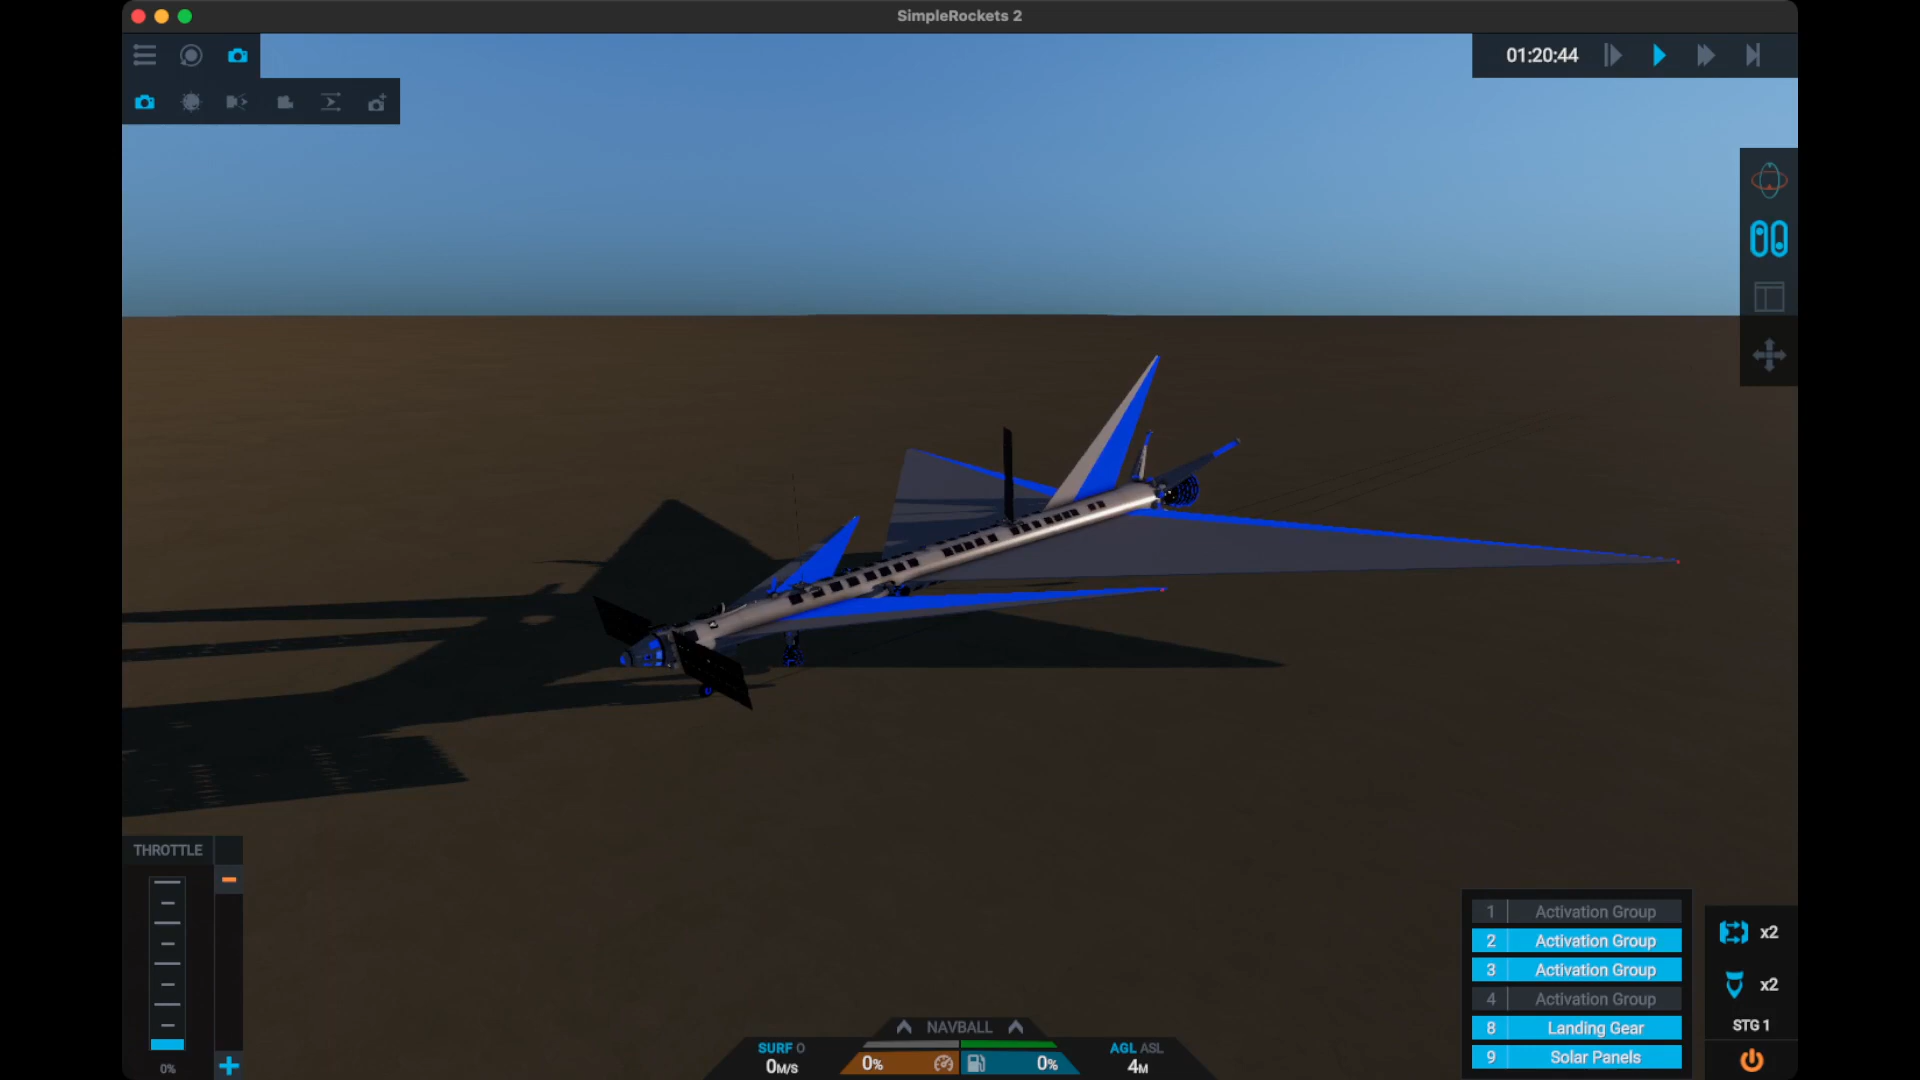 SimpleRockets 2
01:20:44
THROTTLE
0%
NAVBALL
SURF O
0M/S
0%
0%
AGL ASL
4M
1 Activation Group
2 Activation Group
3 Activation Group
4 Activation Group
8 Landing Gear
9 Solar Panels
x2
x2
STG 1